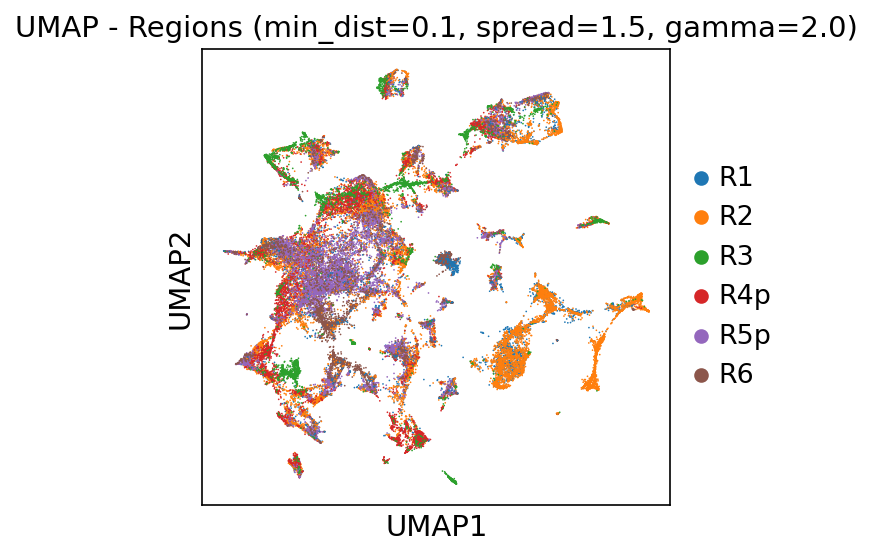 UMAP - Regions (min_dist=0.1, spread=1.5, gamma=2.0)
UMAP2
R1
R2
R3
R4p
R5p
R6
UMAP1